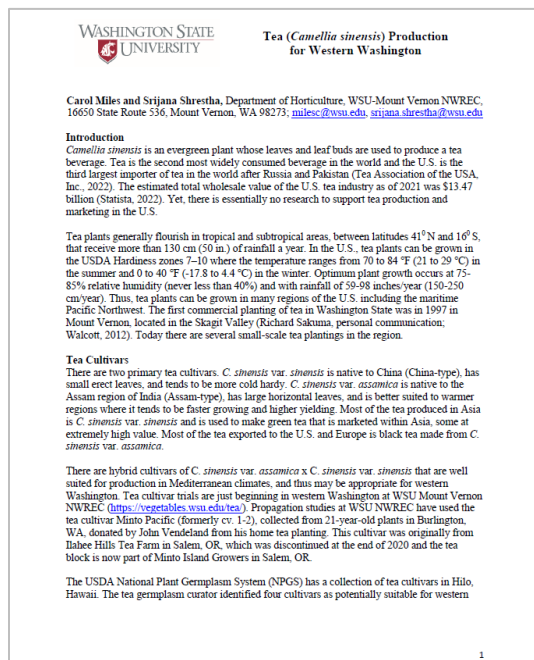 WASHINGTON STATE
UNIVERSITY
Tea (Camellia sinensis) Production
for Western Washington
Carol Miles and Srijana Shrestha, Department of Horticulture, WSU-Mount Vernon NWREC,
16650 State Route 536, Mount Vernon, WA 98273; milesc@wsu.edu, srijana.shrestha@wsu.edu
Introduction
Camellia sinensis is an evergreen plant whose leaves and leaf buds are used to produce a tea
beverage. Tea is the second most widely consumed beverage in the world and the U.S. is the
third largest importer of tea in the world after Russia and Pakistan (Tea Association of the USA,
Inc., 2022). The estimated total wholesale value of the U.S. tea industry as of 2021 was $13.47
billion (Statista, 2022). Yet, there is essentially no research to support tea production and
marketing in the U.S.
Tea plants generally flourish in tropical and subtropical areas, between latitudes 41⁰ N and 16⁰ S,
that receive more than 130 cm (50 in.) of rainfall a year. In the U.S., tea plants can be grown in
the USDA Hardiness zones 7–10 where the temperature ranges from 70 to 84 °F (21 to 29 °C) in
the summer and 0 to 40 °F (-17.8 to 4.4 °C) in the winter. Optimum plant growth occurs at 75-
85% relative humidity (never less than 40%) and with rainfall of 59-98 inches/year (150-250
cm/year). Thus, tea plants can be grown in many regions of the U.S. including the maritime
Pacific Northwest. The first commercial planting of tea in Washington State was in 1997 in
Mount Vernon, located in the Skagit Valley (Richard Sakuma, personal communication;
Walcott, 2012). Today there are several small-scale tea plantings in the region.
Tea Cultivars
There are two primary tea cultivars. C. sinensis var. sinensis is native to China (China-type), has
small erect leaves, and tends to be more cold hardy. C. sinensis var. assamica is native to the
Assam region of India (Assam-type), has large horizontal leaves, and is better suited to warmer
regions where it tends to be faster growing and higher yielding. Most of the tea produced in Asia
is C. sinensis var. sinensis and is used to make green tea that is marketed within Asia, some at
extremely high value. Most of the tea exported to the U.S. and Europe is black tea made from C.
sinensis var. assamica.
There are hybrid cultivars of C. sinensis var. assamica x C. sinensis var. sinensis that are well
suited for production in Mediterranean climates, and thus may be appropriate for western
Washington. Tea cultivar trials are just beginning in western Washington at WSU Mount Vernon
NWREC (https://vegetables.wsu.edu/tea/). Propagation studies at WSU NWREC have used the
tea cultivar Minto Pacific (formerly cv. 1-2), collected from 21-year-old plants in Burlington,
WA, donated by John Vendeland from his home tea planting. This cultivar was originally from
Ilahee Hills Tea Farm in Salem, OR, which was discontinued at the end of 2020 and the tea
block is now part of Minto Island Growers in Salem, OR.
The USDA National Plant Germplasm System (NPGS) has a collection of tea cultivars in Hilo,
Hawaii. The tea germplasm curator identified four cultivars as potentially suitable for western
1